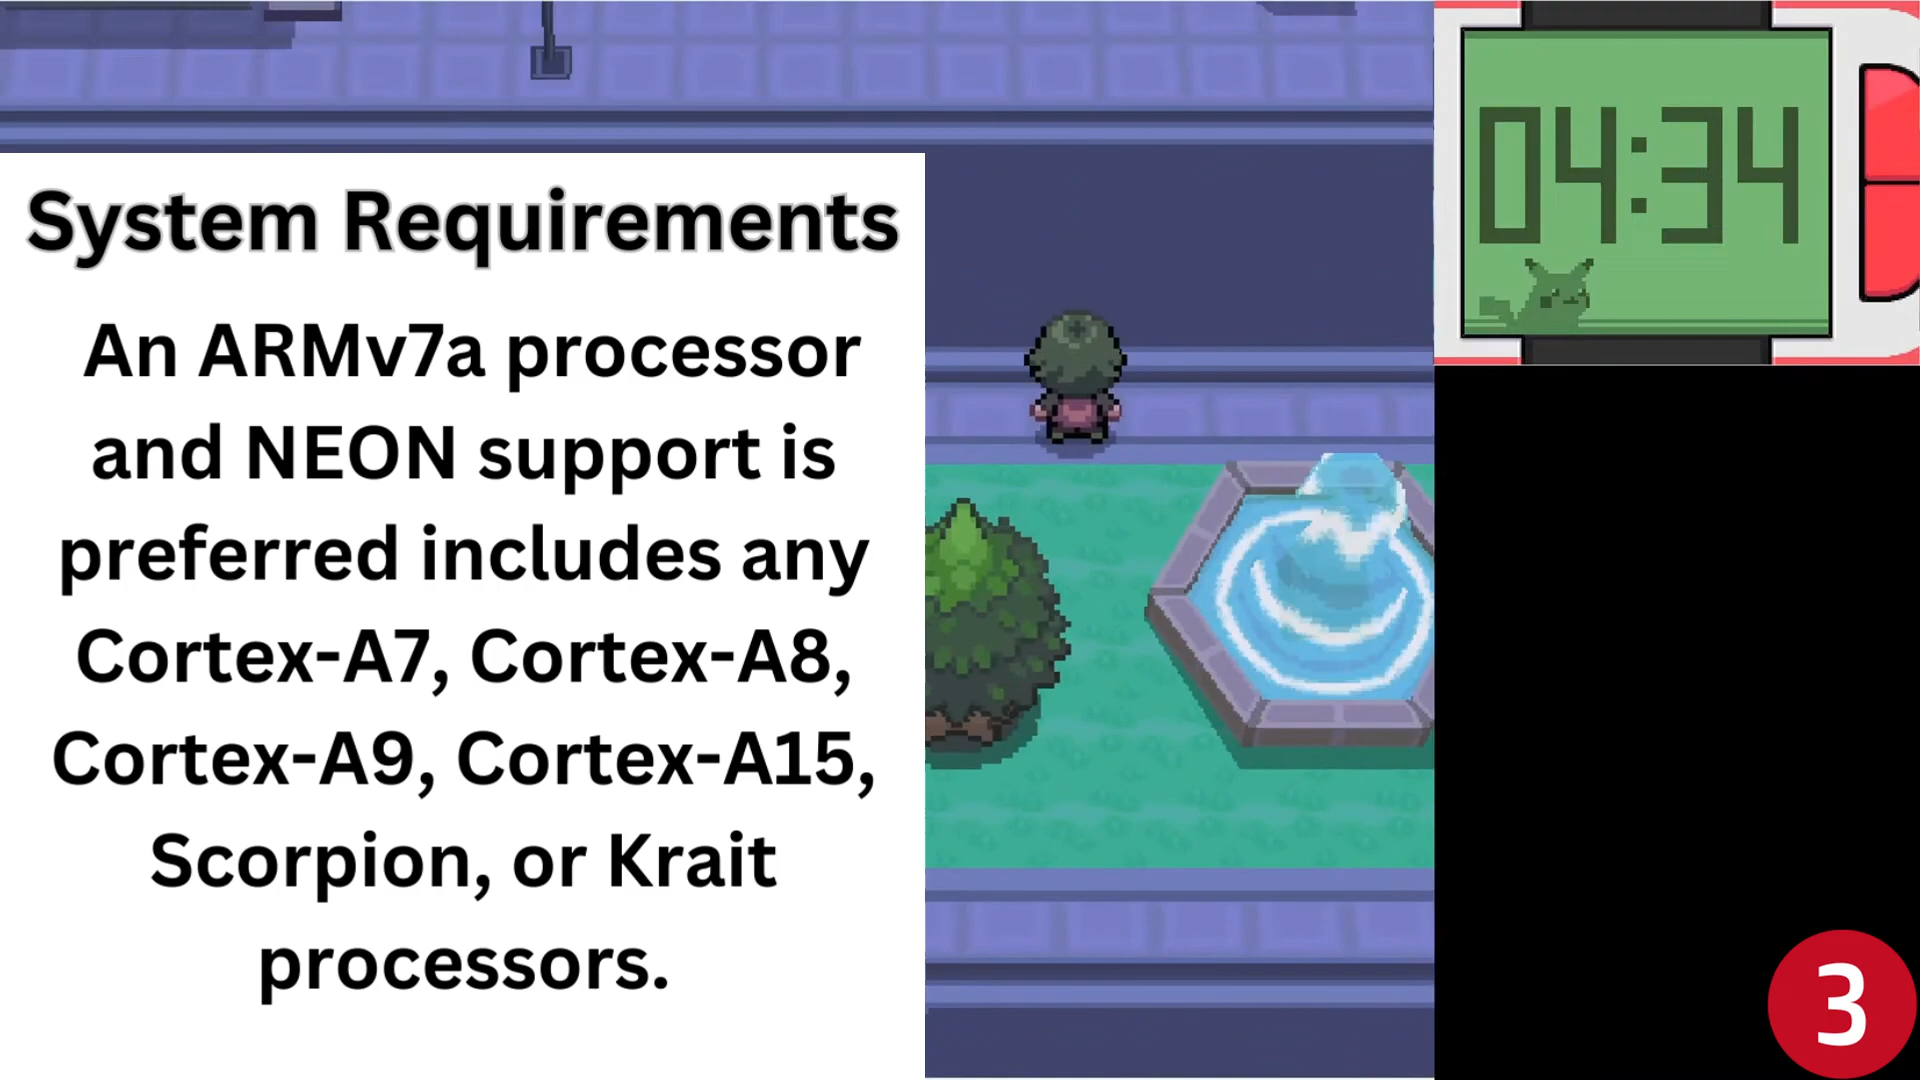 System Requirements
An ARMv7a processor
and NEON support is
preferred includes any
Cortex-A7, Cortex-A8,
Cortex-A9, Cortex-A15,
Scorpion, or Krait
processors.
04:34
3